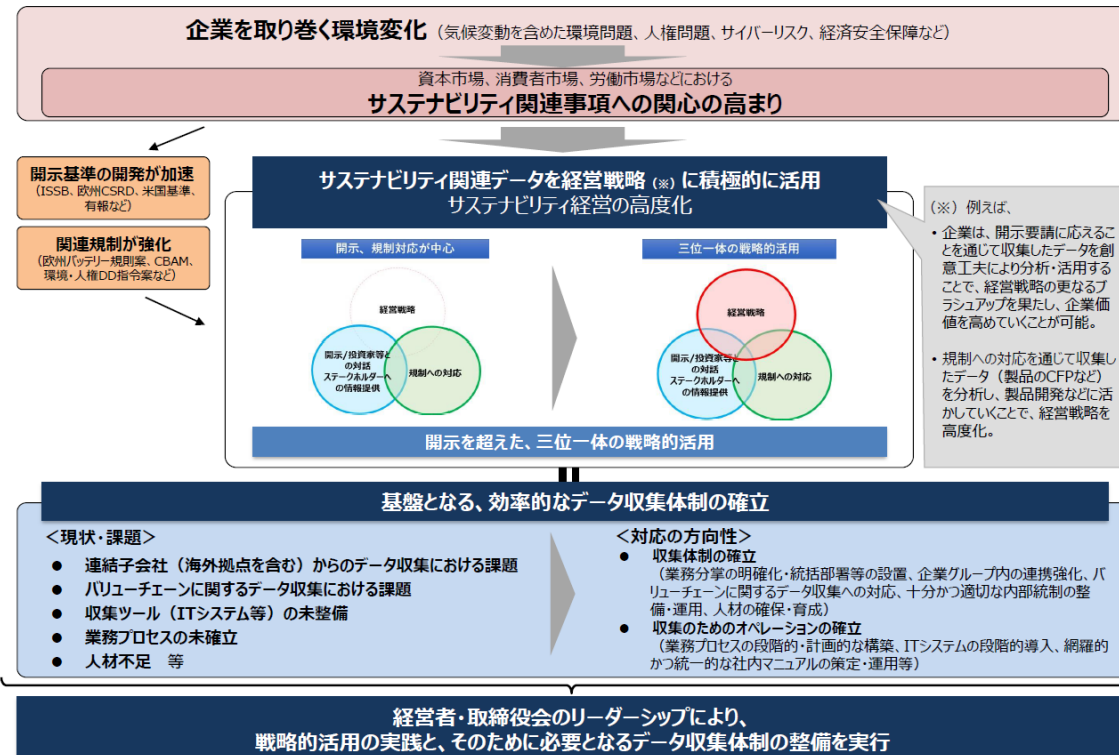 企業を取り巻く環境変化（気候変動を含めた環境問題、人権問題、サイバーリスク、経済安全保障など）
資本市場、消費者市場、労働市場などにおける
サステナビリティ関連事項への関心の高まり
開示基準の開発が加速
（ISSB、欧州CSRD、米国基準、
有報など）
関連規制が強化
（欧州バッテリー規則案、CBAM、
環境・人権DD指令案など）
サステナビリティ関連データを経営戦略（※）に積極的に活用
サステナビリティ経営の高度化
開示、規制対応が中心
経営戦略
開示/投資家等と
の対話
ステークホルダーへ
の情報提供
規制への対応
三位一体の戦略的活用
経営戦略
開示/投資家等と
の対話
ステークホルダーへ
の情報提供
規制への対応
開示を超えた、三位一体の戦略的活用
（※）例えば、
• 企業は、開示要請に応えるこ
とを通じて収集したデータを創
意工夫により分析・活用する
ことで、経営戦略の更なるブ
ラシュアップを果たし、企業価
値を高めていくことが可能。
• 規制への対応を通じて収集し
たデータ（製品のCFPなど）
を分析し、製品開発などに活
かしていくことで、経営戦略を
高度化。
基盤となる、効率的なデータ収集体制の確立
＜現状・課題＞
● 連結子会社（海外拠点を含む）からのデータ収集における課題
● バリューチェーンに関するデータ収集における課題
● 収集ツール（ITシステム等）の未整備
● 業務プロセスの未確立
● 人材不足 等
＜対応の方向性＞
● 収集体制の確立
（業務分掌の明確化・統括部署等の設置、企業グループ内の連携強化、バ
リューチェーンに関するデータ収集への対応、十分かつ適切な内部統制の整
備・運用、人材の確保・育成）
● 収集のためのオペレーションの確立
（業務プロセスの段階的・計画的な構築、ITシステムの段階的導入、網羅的
かつ統一的な社内マニュアルの策定・運用等）
経営者・取締役会のリーダーシップにより、
戦略的活用の実践と、そのために必要となるデータ収集体制の整備を実行